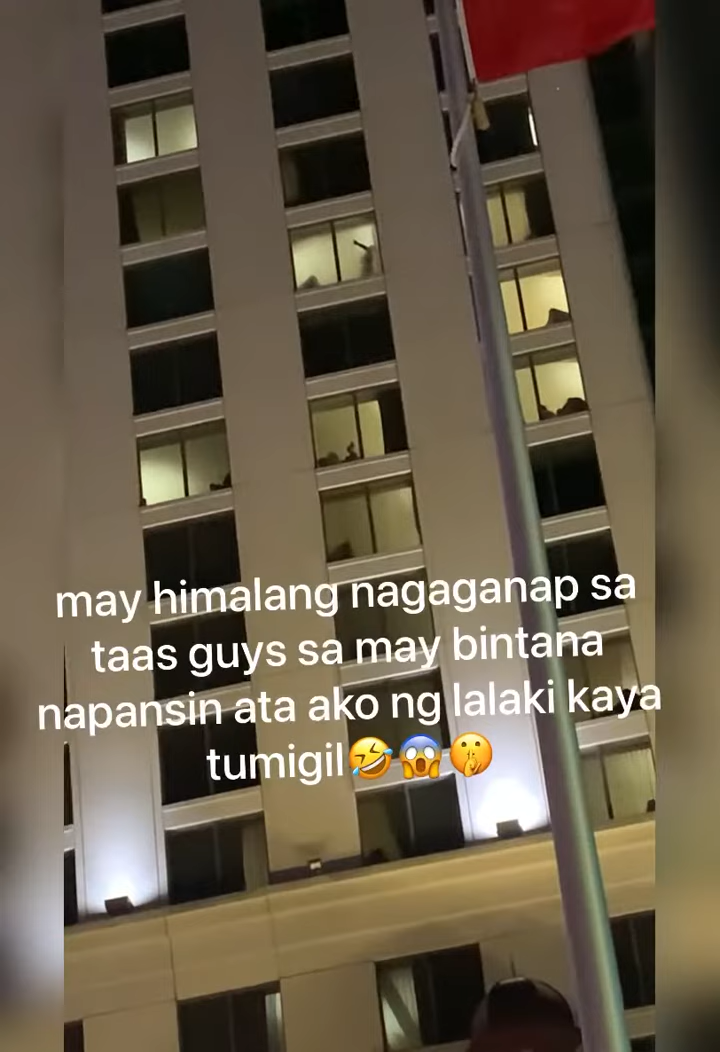 may himalang nagaganap sa
taas guys sa may bintana
napansin ata ako ng lalaki kaya
tumigil🤣😱🤫